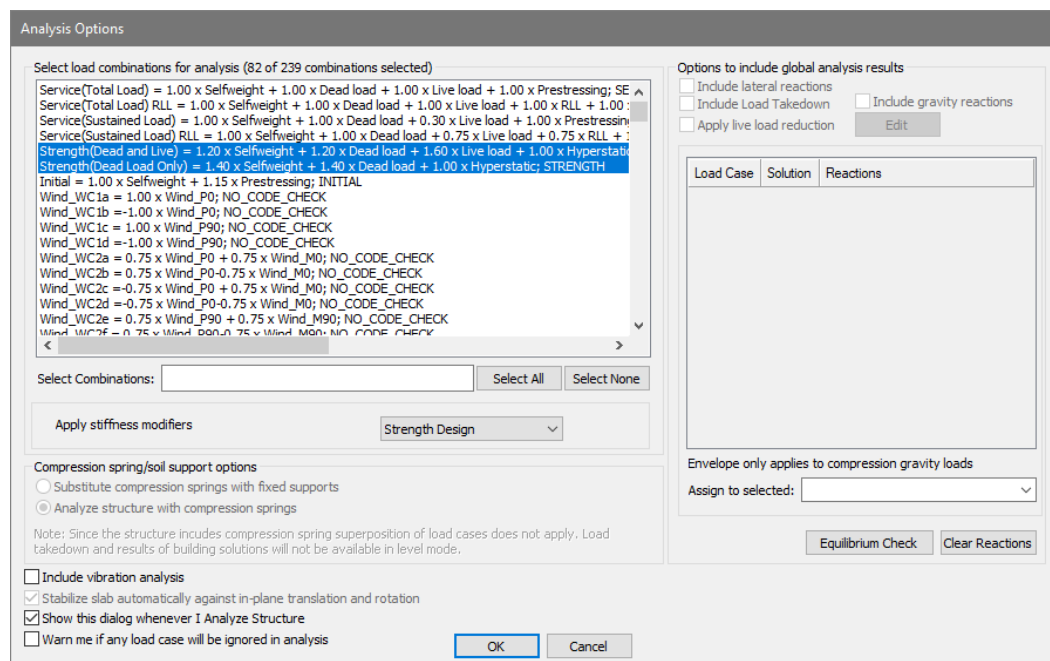 Analysis Options
Select load combinations for analysis (82 of 239 combinations selected)
Service(Total Load) = 1.00 x Selfweight + 1.00 x Dead load + 1.00 x Live load + 1.00 x Prestressing; SE
Service(Total Load) RLL = 1.00 x Selfweight + 1.00 x Dead load + 1.00 x Live load + 1.00 x RLL + 1.00
Service(Sustained Load) = 1.00 x Selfweight + 1.00 x Dead load + 0.30 x Live load + 1.00 x Prestressin
Service(Sustained Load) RLL = 1.00 x Selfweight + 1.00 x Dead load + 0.75 x Live load + 0.75 x RLL +
Strength(Dead and Live) = 1.20 x Selfweight + 1.20 x Dead load + 1.60 x Live load + 1.00 x Hyperstatic
Strength(Dead Load Only) = 1.40 x Selfweight + 1.40 x Dead load + 1.00 x Hyperstatic; STRENGTH
Initial = 1.00 x Selfweight + 1.15 x Prestressing; INITIAL
Wind_WC1a = 1.00 x Wind_P0; NO_CODE_CHECK
Wind_WC1b =-1.00 x Wind_P0; NO_CODE_CHECK
Wind_WC1c = 1.00 x Wind_P90; NO_CODE_CHECK
Wind_WC1d =-1.00 x Wind_P90; NO_CODE_CHECK
Wind_WC2a = 0.75 x Wind_P0 + 0.75 x Wind_M0; NO_CODE_CHECK
Wind_WC2b = 0.75 x Wind_P0-0.75 x Wind_M0; NO_CODE_CHECK
Wind_WC2c =-0.75 x Wind_P0 + 0.75 x Wind_M0; NO_CODE_CHECK
Wind_WC2d =-0.75 x Wind_P0-0.75 x Wind_M0; NO_CODE_CHECK
Wind_WC2e = 0.75 x Wind_P90 + 0.75 x Wind_M90; NO_CODE_CHECK
Wind_WC2f = 0.75 x Wind_P90-0.75 x Wind_M90; NO_CODE_CHECK
Select Combinations:
Select All
Select None
Apply stiffness modifiers
Strength Design
Compression spring/soil support options
Substitute compression springs with fixed supports
Analyze structure with compression springs
Note: Since the structure incudes compression spring superposition of load cases does not apply. Load
takedown and results of building solutions will not be available in level mode.
Include vibration analysis
Stabilize slab automatically against in-plane translation and rotation
Show this dialog whenever I Analyze Structure
Warn me if any load case will be ignored in analysis
OK
Cancel
Options to include global analysis results
Include lateral reactions
Include Load Takedown
Include gravity reactions
Apply live load reduction
Edit
Load Case
Solution
Reactions
Envelope only applies to compression gravity loads
Assign to selected:
Equilibrium Check
Clear Reactions